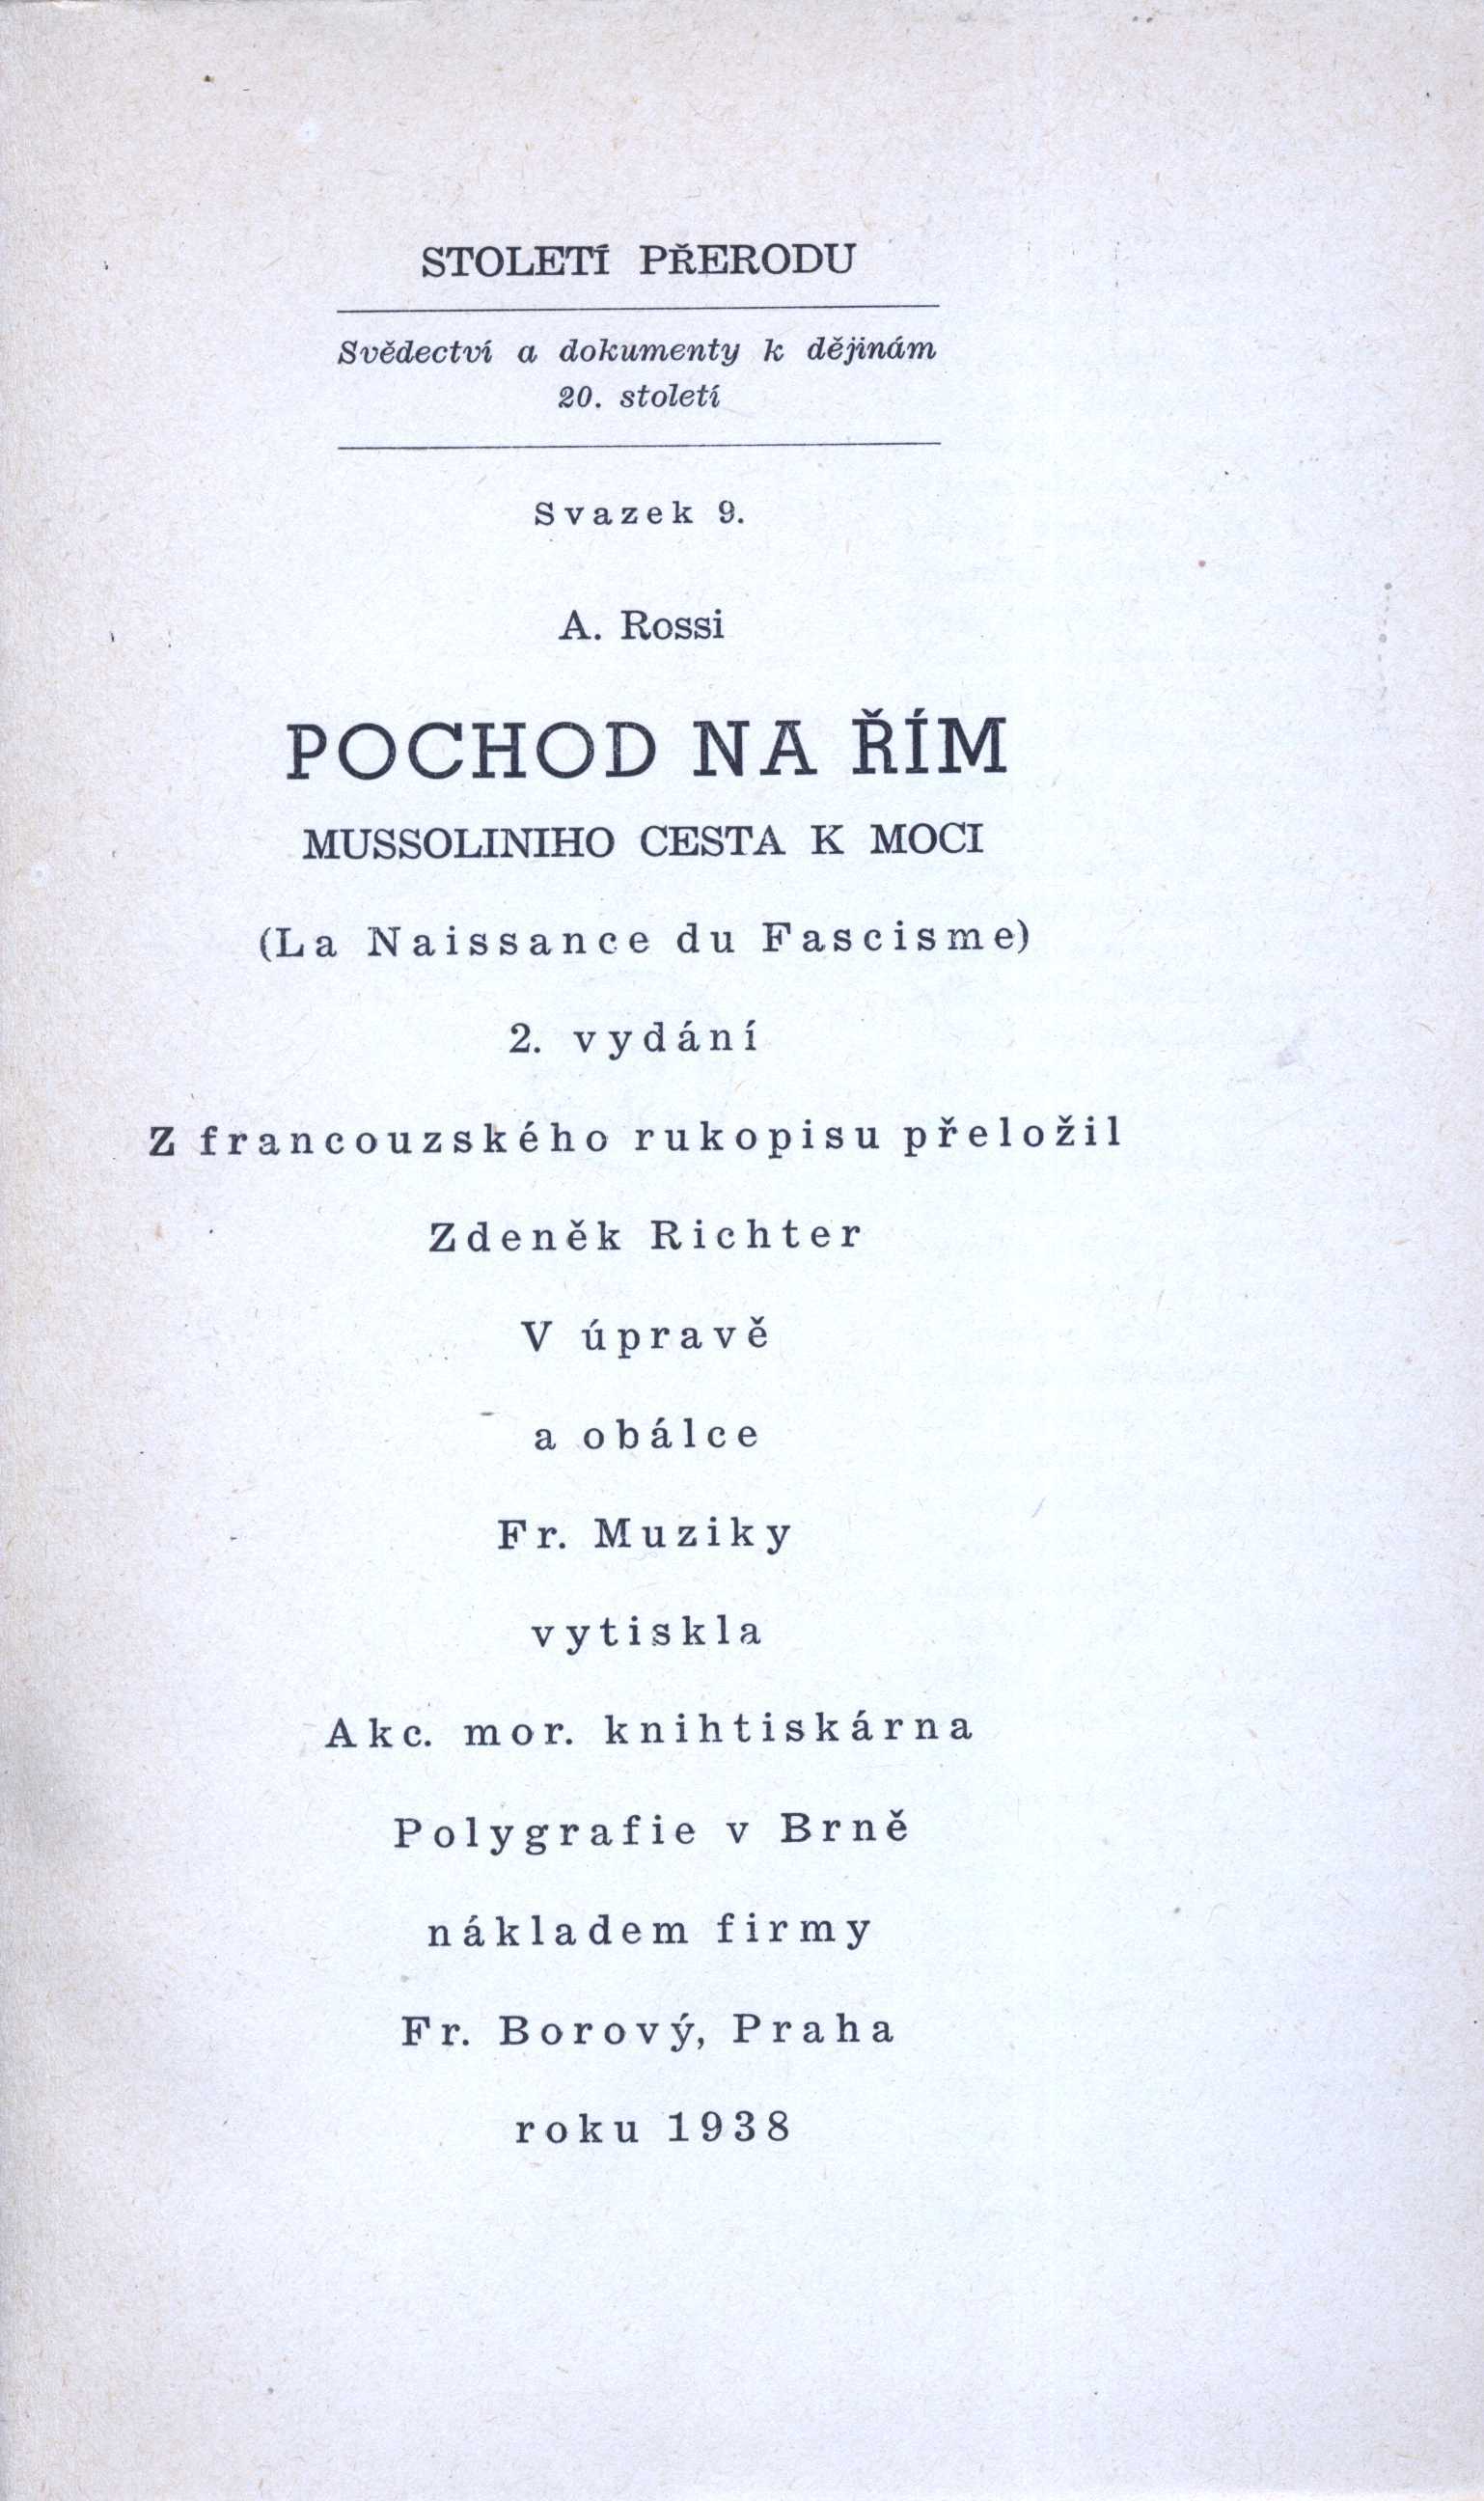 STOLETÍ PŘERODU
Svědectví a dokumenty k dějinám
20. století
Svazek 9.
A. Rossi
POCHOD NA ŘÍM
MUSSOLINIHO CESTA K MOCI
(La Naissance du Fascisme)
2. vydání
Z francouzského rukopisu přeložil
Zdeněk Richter
V úpravě
a obálce
Fr. Muziky
vytiskla
Akc. mor. knihtiskárna
Polygrafie v Brně
nákladem firmy
Fr. Borový, Praha
roku 1938